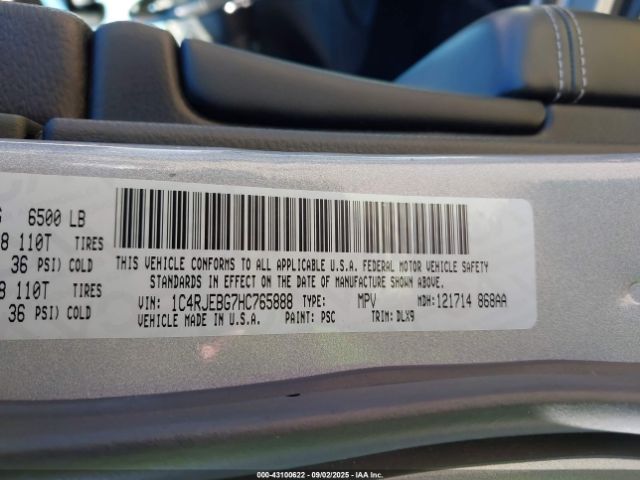 6500 LB
8 110T TIRES
36 PSI) COLD
8 110T
36 PSI)
THIS VEHICLE CONFORMS TO ALL APPLICABLE U.S.A. FEDERAL MOTOR VEHICLE SAFETY
STANDARDS IN EFFECT ON THE DATE OF MANUFACTURE SHOWN ABOVE.
VIN: 1C4RJEBG7HC765888 TYPE: MPV MDH: 121714 868AA
VEHICLE MADE IN U.S.A. PAINT: PSC TRIM: DLX9
TIRES
COLD
IAA 43100622 - 09/02/2025 - IAAI.COM